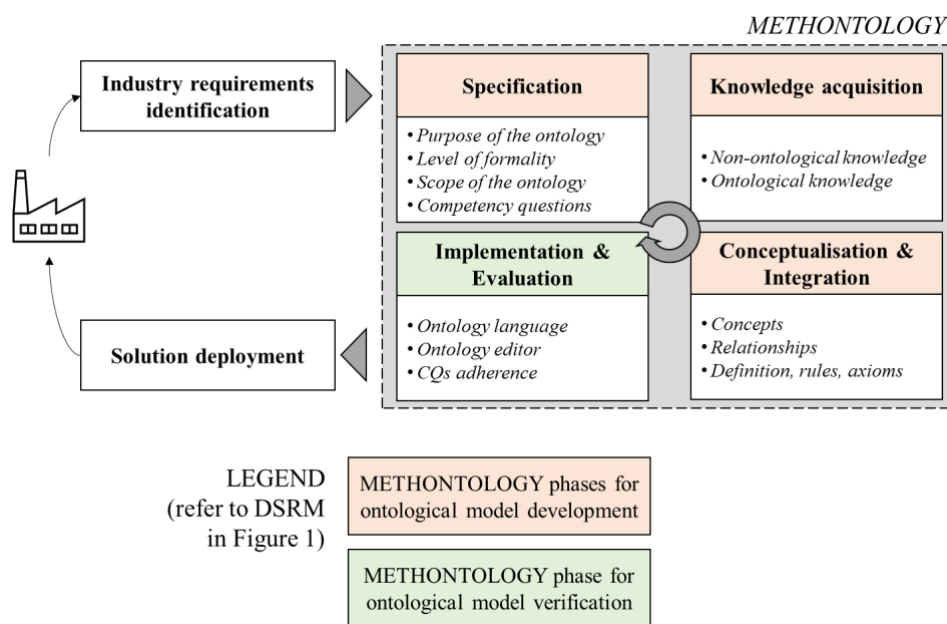 METHONTOLOGY
Industry requirements
identification
Specification
• Purpose of the ontology
• Level of formality
• Scope of the ontology
• Competency questions
Knowledge acquisition
• Non-ontological knowledge
• Ontological knowledge
Implementation &
Evaluation
• Ontology language
• Ontology editor
• CQs adherence
Conceptualisation &
Integration
• Concepts
• Relationships
• Definition, rules, axioms
Solution deployment
LEGEND
(refer to DSRM
in Figure 1)
METHONTOLOGY phases for
ontological model development
METHONTOLOGY phase for
ontological model verification